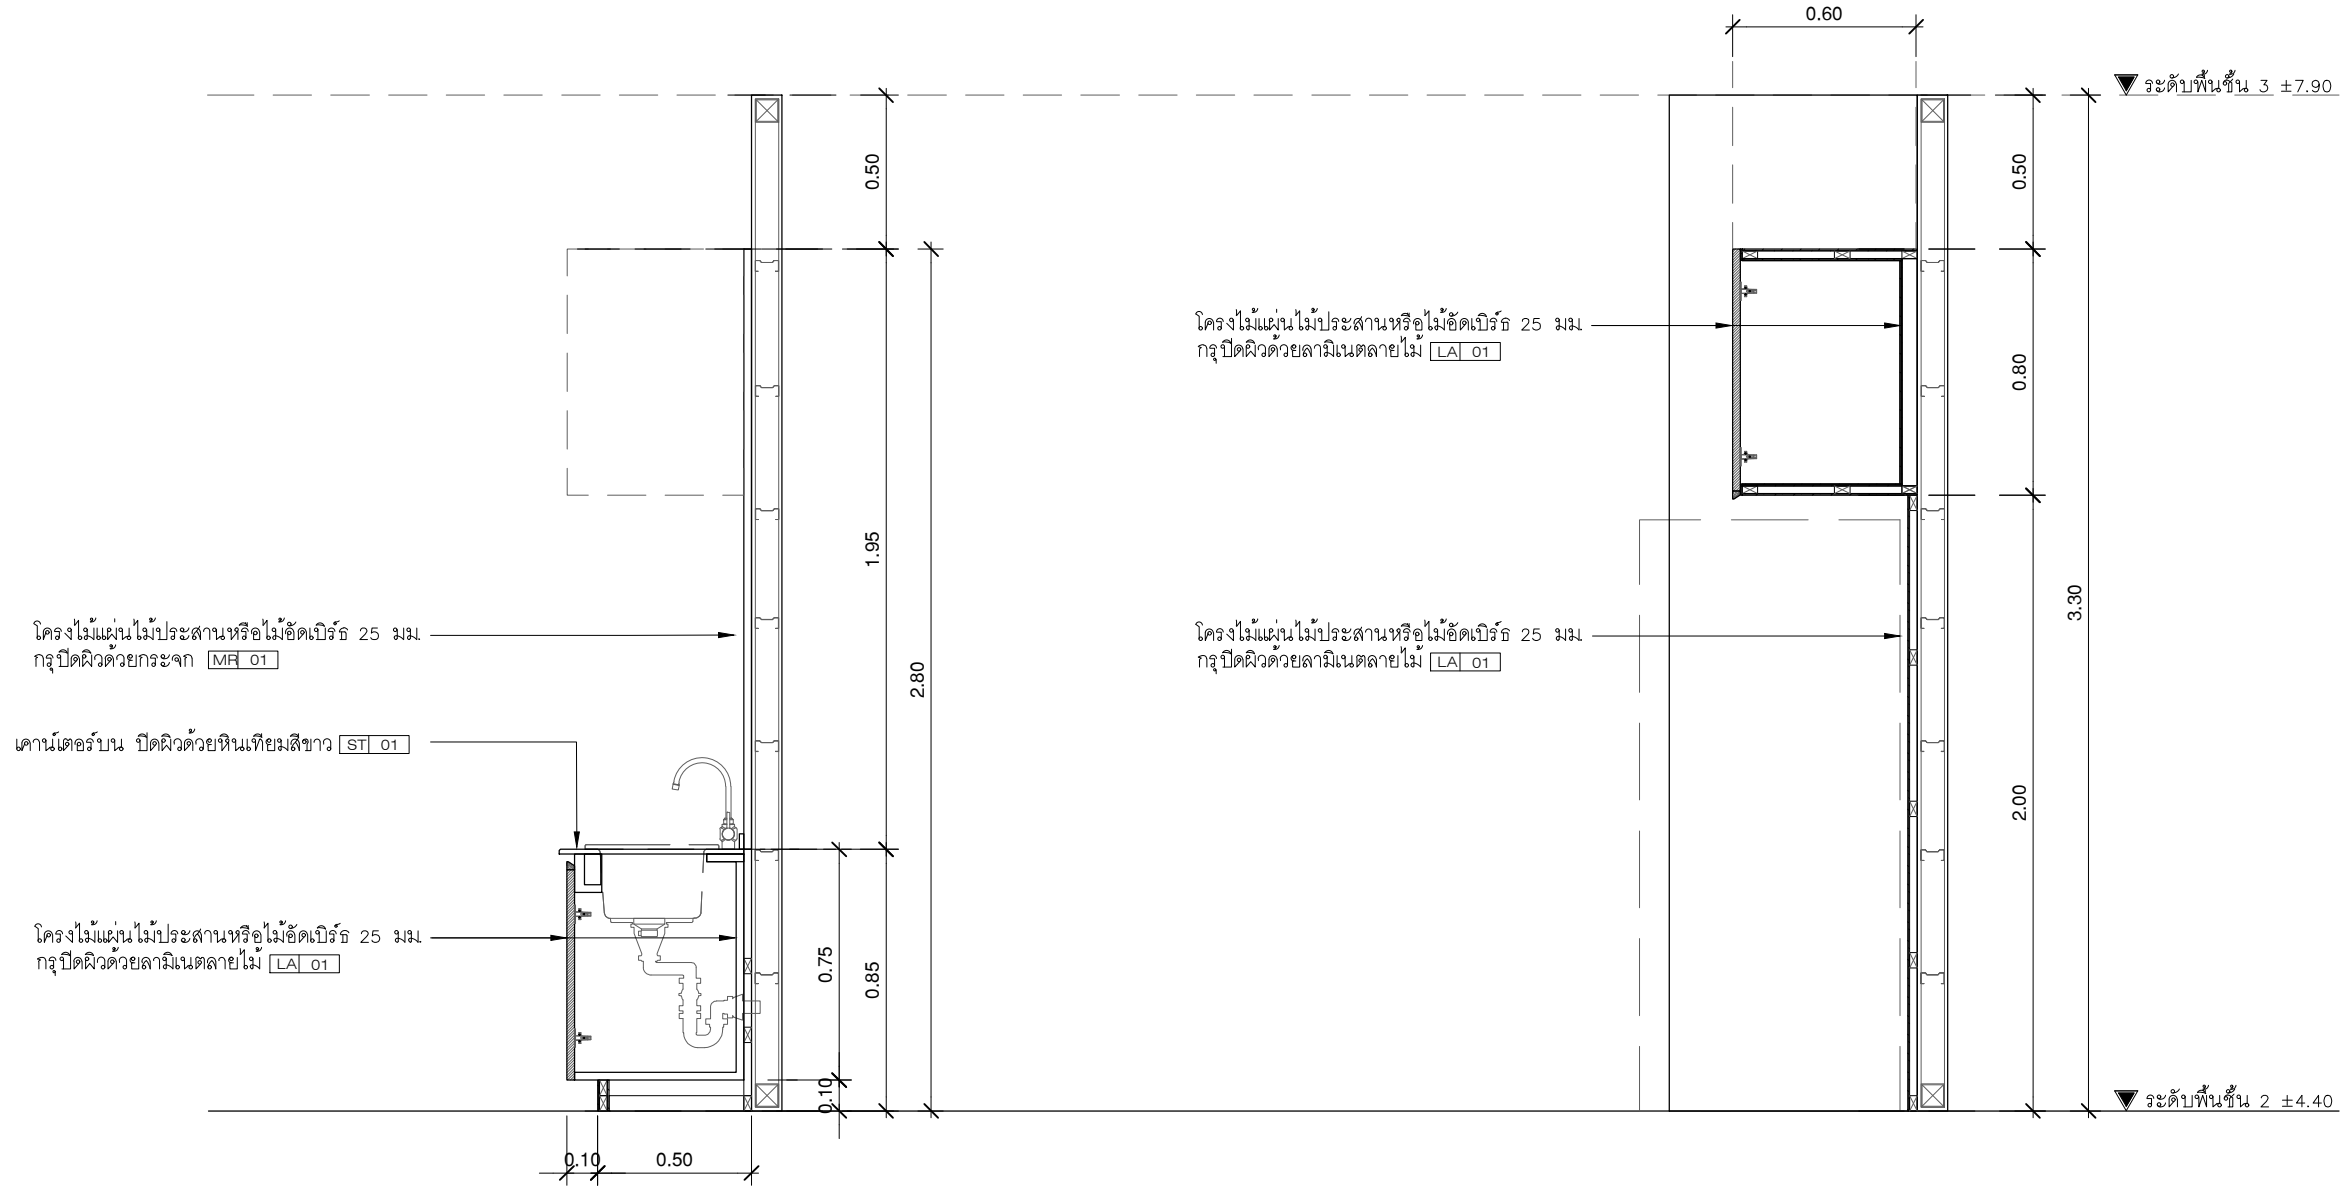 0.60
ระดับพื้นชั้น 3 ±7.90
0.50
0.50
โครงไม้แผ่นไม้ประสานหรือไม้อัดเบิร์ธ 25 มม.
กรุปิดผิวด้วยลามิเนตลายไม้ LA 01
0.80
1.95
3.30
โครงไม้แผ่นไม้ประสานหรือไม้อัดเบิร์ธ 25 มม.
กรุปิดผิวด้วยกระจก MR 01
โครงไม้แผ่นไม้ประสานหรือไม้อัดเบิร์ธ 25 มม.
กรุปิดผิวด้วยลามิเนตลายไม้ LA 01
2.80
เคาน์เตอร์บน ปิดผิวด้วยหินเทียมสีขาว ST 01
2.00
โครงไม้แผ่นไม้ประสานหรือไม้อัดเบิร์ธ 25 มม.
กรุปิดผิวด้วยลามิเนตลายไม้ LA 01
0.75
0.85
0.10
ระดับพื้นชั้น 2 ±4.40
0.10
0.50